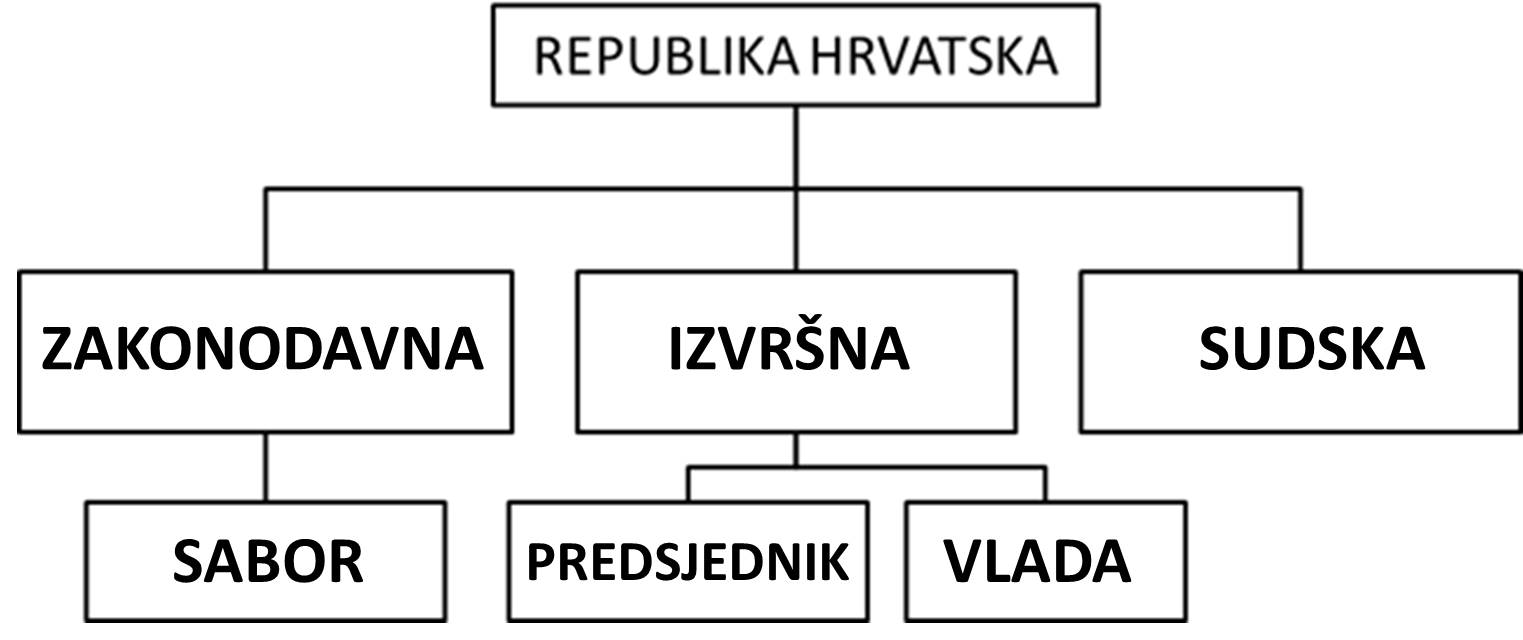 REPUBLIKA HRVATSKA
ZAKONODAVNA
IZVRŠNA
SUDSKA
SABOR
PREDSJEDNIK
VLADA